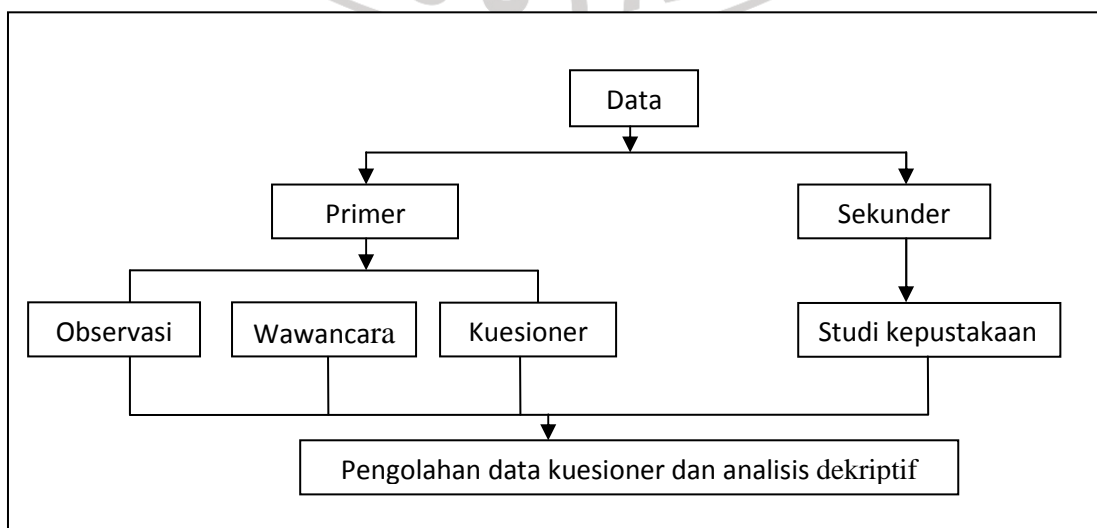 Data
Primer
Sekunder
Observasi
Wawancara
Kuesioner
Studi kepustakaan
Pengolahan data kuesioner dan analisis dekriptif